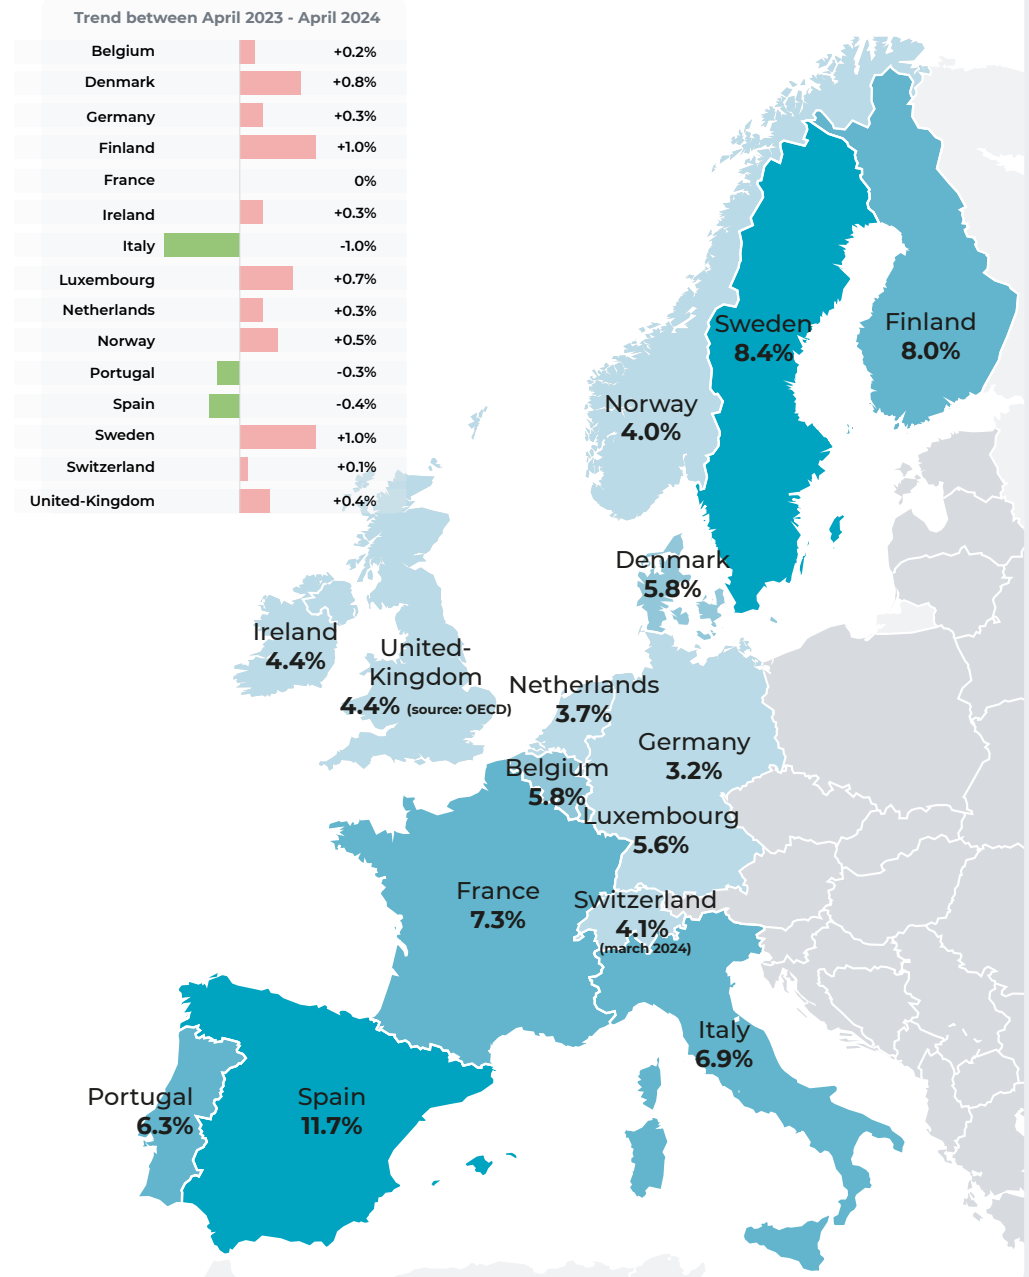 Trend between April 2023 - April 2024
Belgium +0.2%
Denmark +0.8%
Germany +0.3%
Finland +1.0%
France 0%
Ireland +0.3%
Italy -1.0%
Luxembourg +0.7%
Netherlands +0.3%
Norway +0.5%
Portugal -0.3%
Spain -0.4%
Sweden +1.0%
Switzerland +0.1%
United-Kingdom +0.4%
Sweden
8.4%
Finland
8.0%
Norway
4.0%
Denmark
5.8%
Ireland
4.4%
United-
Kingdom
4.4% (source: OECD)
Netherlands
3.7%
Germany
3.2%
Belgium
5.8%
Luxembourg
5.6%
France
7.3%
Switzerland
4.1%
(march 2024)
Italy
6.9%
Portugal
6.3%
Spain
11.7%